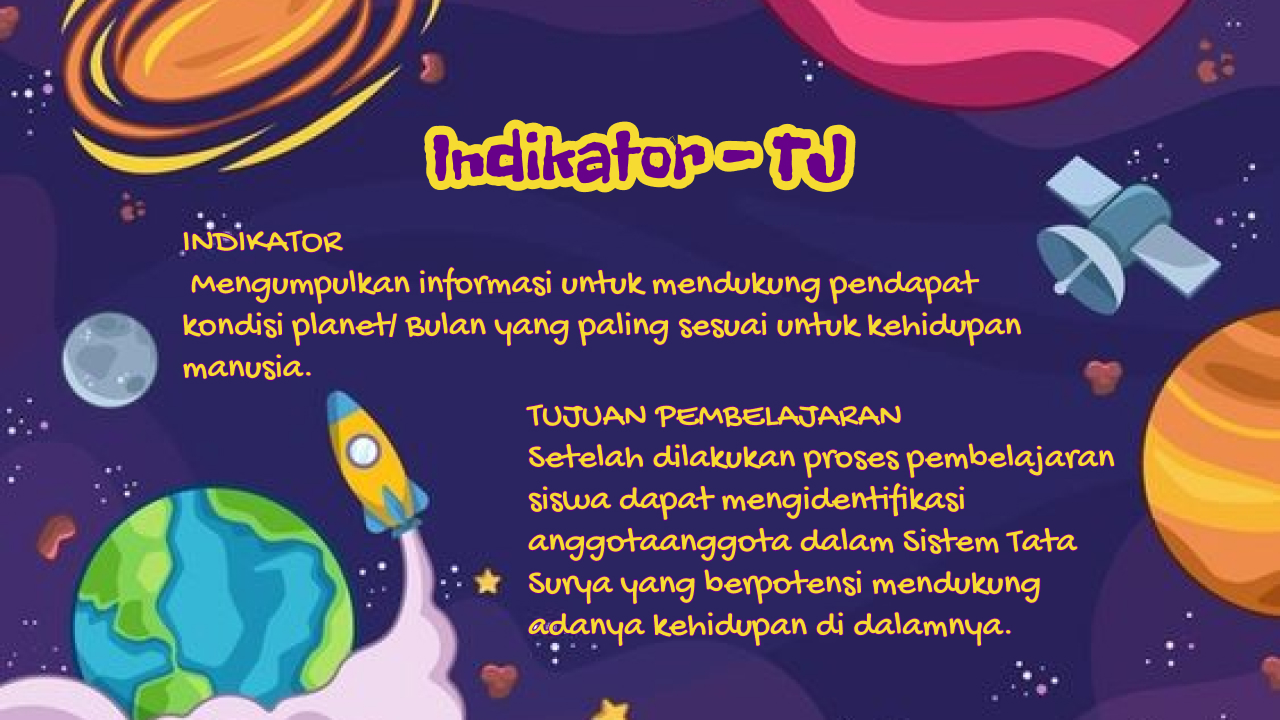 Indikator - TJ
INDIKATOR
Mengumpulkan informasi untuk mendukung pendapat
kondisi planet/ Bulan yang paling sesuai untuk kehidupan
manusia.
TUJUAN PEMBELAJARAN
Setelah dilakukan proses pembelajaran
siswa dapat mengidentifikasi
anggotaanggota dalam Sistem Tata
Surya yang berpotensi mendukung
adanya kehidupan di dalamnya.